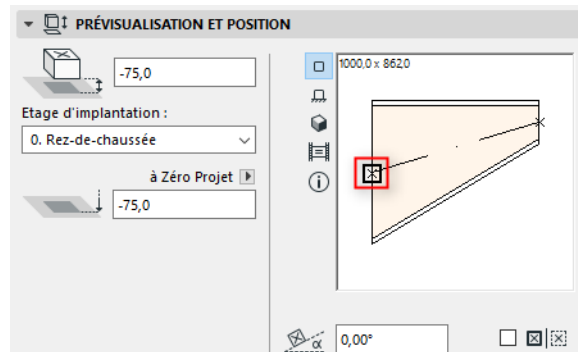 PRÉVISUALISATION ET POSITION
-75,0
Etage d'implantation :
0. Rez-de-chaussée
à Zéro Projet
-75,0
1000,0 x 862,0
α
0,00°